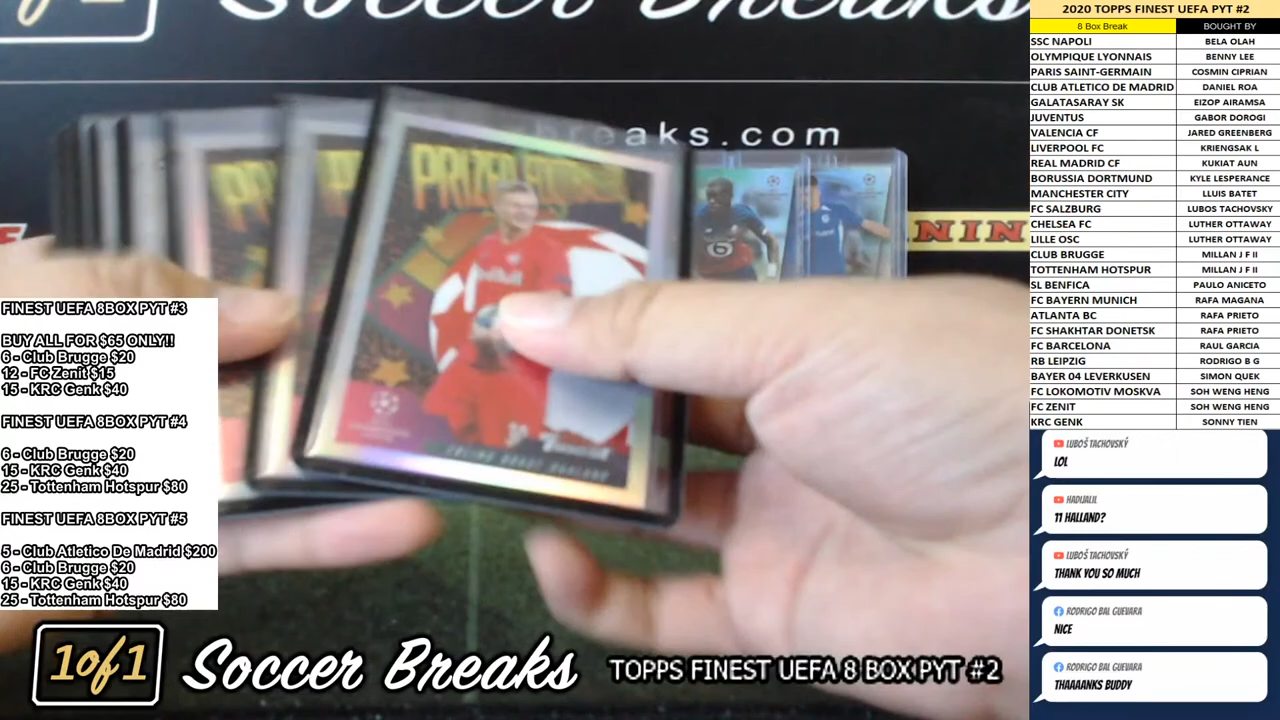 Soccer Breaks
of 1
eaks.com
ANINI
2020 TOPPS FINEST UEFA PYT #2
8 Box Break BOUGHT BY
SSC NAPOLI BELA OLAH
OLYMPIQUE LYONNAIS BENNY LEE
PARIS SAINT-GERMAIN COSMIN CIPRIAN
CLUB ATLETICO DE MADRID DANIEL ROA
GALATASARAY SK EIZOP AIRAMSA
JUVENTUS GABOR DOROGI
VALENCIA CF JARED GREENBERG
LIVERPOOL FC KRIENGSAK L
REAL MADRID CF KUKIAT AUN
BORUSSIA DORTMUND KYLE LESPERANCE
MANCHESTER CITY LLUIS BATET
FC SALZBURG LUBOS TACHOVSKY
CHELSEA FC LUTHER OTTAWAY
LILLE OSC LUTHER OTTAWAY
CLUB BRUGGE MILLAN J F II
TOTTENHAM HOTSPUR MILLAN J F II
SL BENFICA PAULO ANICETO
FC BAYERN MUNICH RAFA MAGANA
ATLANTA BC RAFA PRIETO
FC SHAKHTAR DONETSK RAFA PRIETO
FC BARCELONA RAUL GARCIA
RB LEIPZIG RODRIGO B G
BAYER 04 LEVERKUSEN SIMON QUEK
FC LOKOMOTIV MOSKVA SOH WENG HENG
FC ZENIT SOH WENG HENG
KRC GENK SONNY TIEN
LUBOŠ TACHOVSKÝ
LOL
HADIJALIL
11 HALLAND?
LUBOŠ TACHOVSKÝ
THANK YOU SO MUCH
RODRIGO BAL GUEVARA
NICE
RODRIGO BAL GUEVARA
THAAAANKS BUDDY
FINEST UEFA 8BOX PYT #3
BUY ALL FOR $65 ONLY!!
6 - Club Brugge $20
12 - FC Zenit $15
15 - KRC Genk $40
FINEST UEFA 8BOX PYT #4
6 - Club Brugge $20
15 - KRC Genk $40
25 - Tottenham Hotspur $80
FINEST UEFA 8BOX PYT #5
5 - Club Atletico De Madrid $200
6 - Club Brugge $20
15 - KRC Genk $40
25 - Tottenham Hotspur $80
1of1
Soccer Breaks
TOPPS FINEST UEFA 8 BOX PYT #2